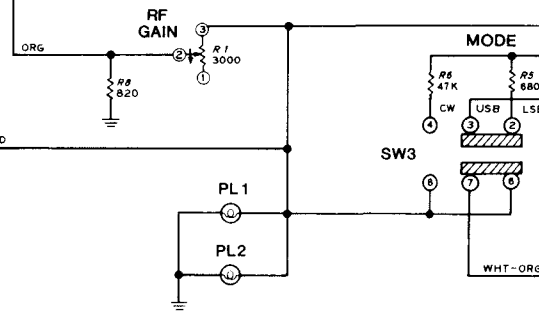 RF
GAIN
MODE
ORG
3
2
R1
3000
1
R8
820
R6
47K
R5
680
CW
USB
LSB
4
3
2
D
SW3
8
7
6
PL1
PL2
WHT-ORG